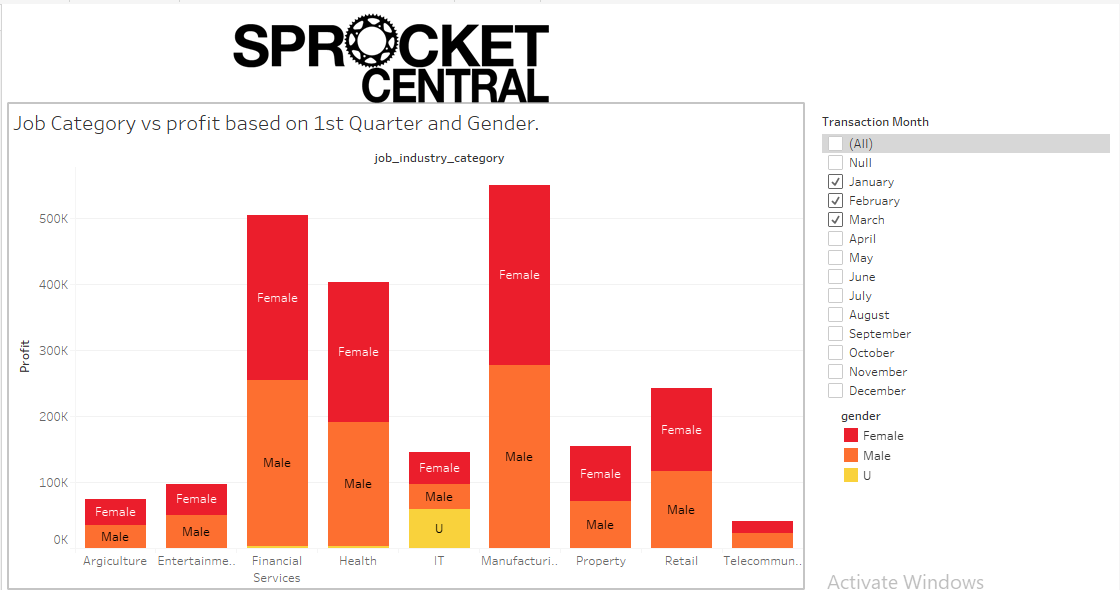 SPROCKET
CENTRAL
Job Category vs profit based on 1st Quarter and Gender.
job_industry_category
Profit
500K
400K
300K
200K
100K
0K
Female
Male
Female
Male
Female
Male
Female
Male
Female
Male
U
Female
Male
Female
Male
Female
Male
Argiculture
Entertainme..
Financial
Services
Health
IT
Manufacturi..
Property
Retail
Telecommun..
Transaction Month
(All)
Null
January
February
March
April
May
June
July
August
September
October
November
December
gender
Female
Male
U
Activate Windows